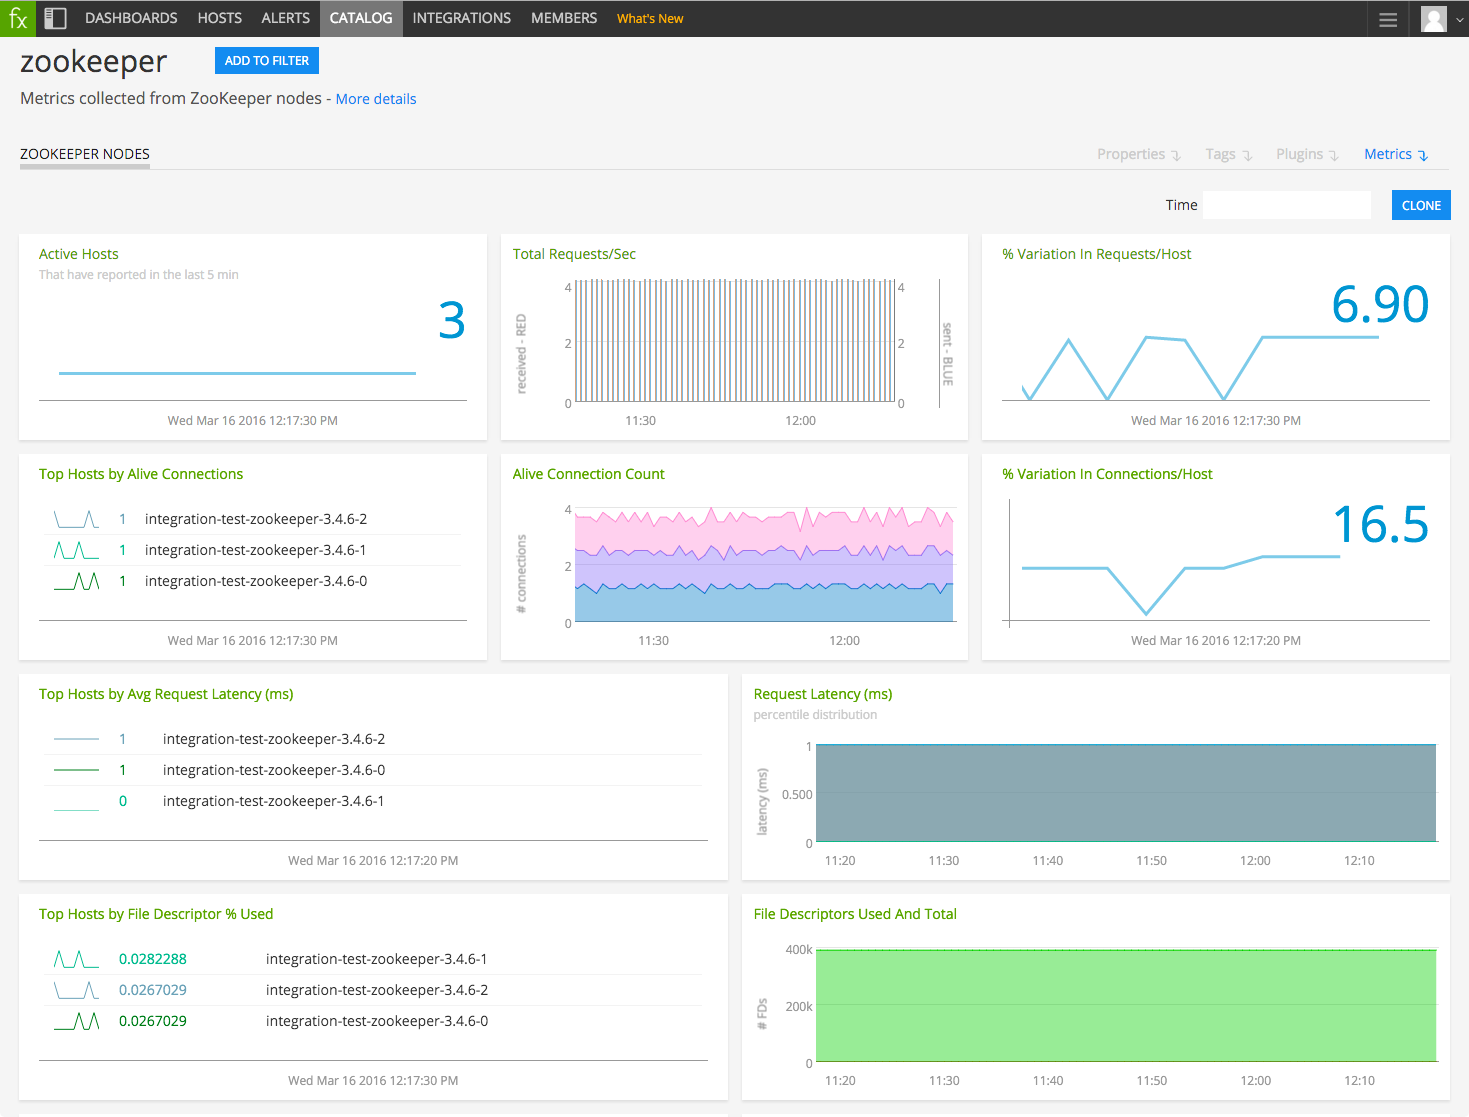 fx DASHBOARDS HOSTS ALERTS CATALOG INTEGRATIONS MEMBERS What's New
zookeeper ADD TO FILTER
Metrics collected from ZooKeeper nodes - More details
ZOOKEEPER NODES Properties Tags Plugins Metrics
Time CLONE
Active Hosts
That have reported in the last 5 min
3
Wed Mar 16 2016 12:17:30 PM
Total Requests/Sec
received - RED
4
2
0
4
2
0
sent - BLUE
11:30 12:00
% Variation In Requests/Host
6.90
Wed Mar 16 2016 12:17:30 PM
Top Hosts by Alive Connections
1 integration-test-zookeeper-3.4.6-2
1 integration-test-zookeeper-3.4.6-1
1 integration-test-zookeeper-3.4.6-0
Wed Mar 16 2016 12:17:30 PM
Alive Connection Count
# connections
4
2
0
11:30 12:00
% Variation In Connections/Host
16.5
Wed Mar 16 2016 12:17:20 PM
Top Hosts by Avg Request Latency (ms)
1 integration-test-zookeeper-3.4.6-2
1 integration-test-zookeeper-3.4.6-0
0 integration-test-zookeeper-3.4.6-1
Wed Mar 16 2016 12:17:20 PM
Request Latency (ms)
percentile distribution
latency (ms)
1
0.500
0
11:20 11:30 11:40 11:50 12:00 12:10
Top Hosts by File Descriptor % Used
0.0282288 integration-test-zookeeper-3.4.6-1
0.0267029 integration-test-zookeeper-3.4.6-2
0.0267029 integration-test-zookeeper-3.4.6-0
Wed Mar 16 2016 12:17:30 PM
File Descriptors Used And Total
# FDs
400k
200k
0
11:20 11:30 11:40 11:50 12:00 12:10